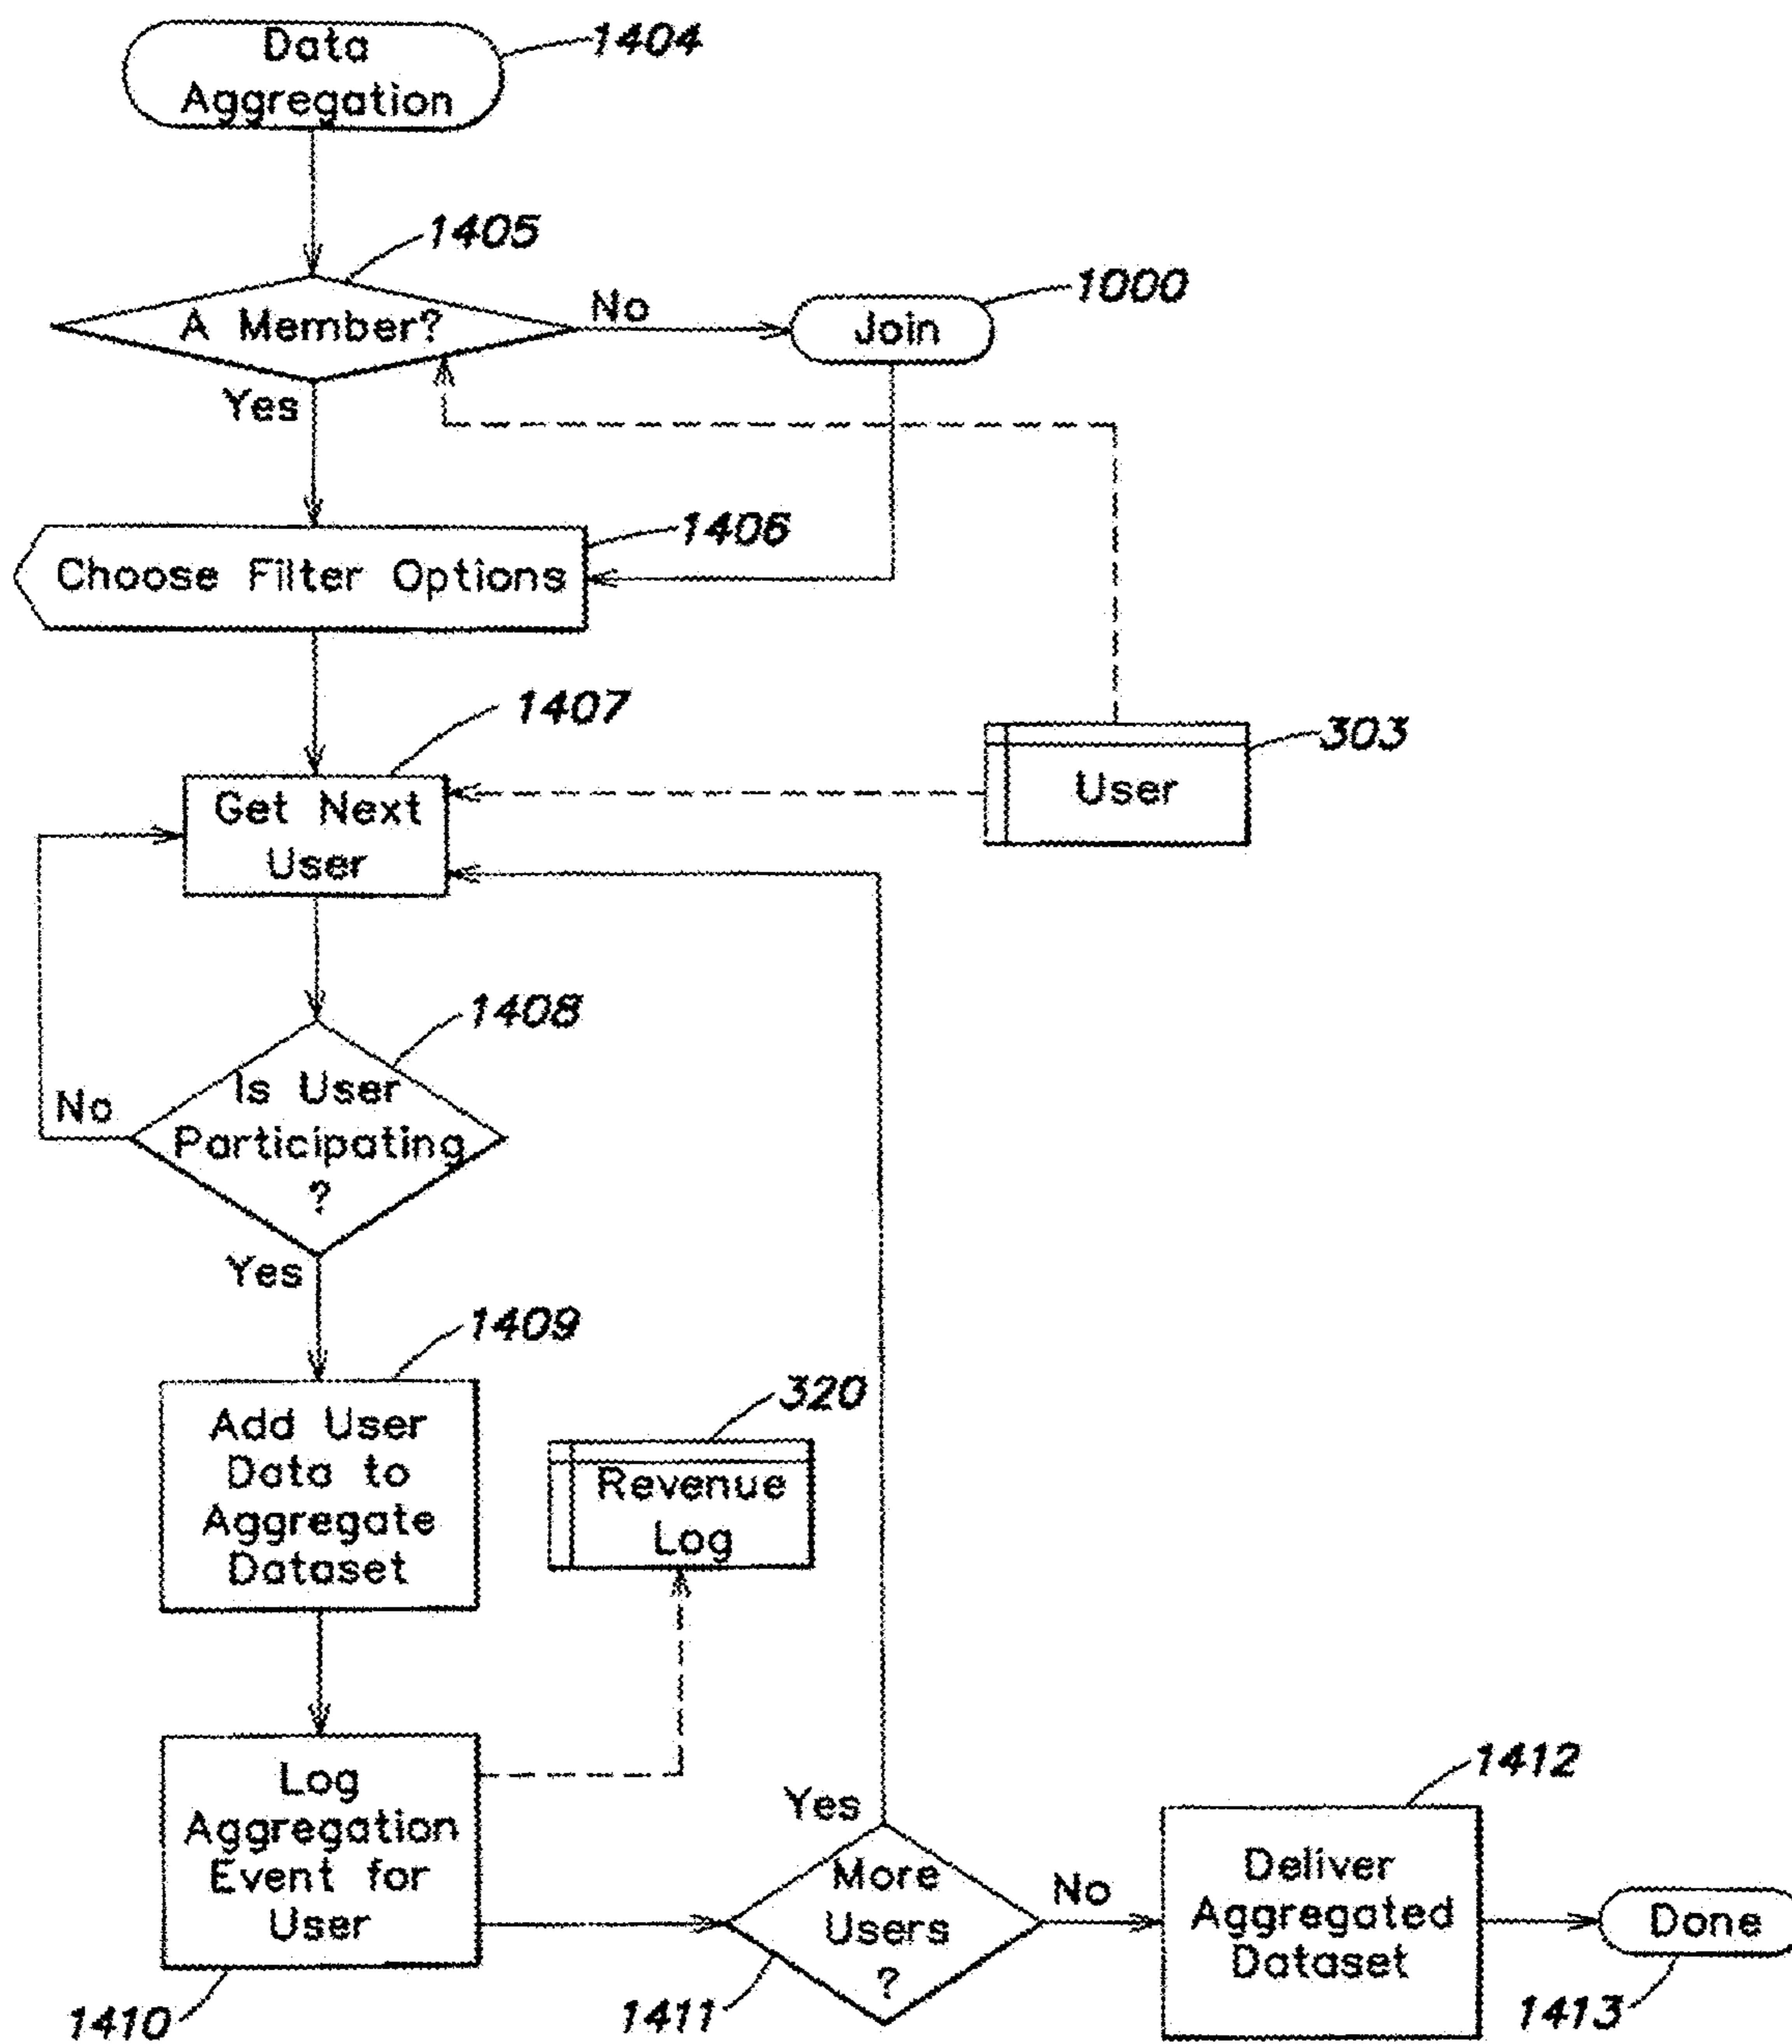 Data
Aggregation
1404
1405
A Member?
No
Join
1000
Yes
Choose Filter Options
1406
1407
Get Next
User
User
303
1408
Is User
Participating
?
No
Yes
1409
Add User
Data to
Aggregate
Dataset
320
Revenue
Log
Log
Aggregation
Event for
User
1410
Yes
More
Users
?
1411
No
1412
Deliver
Aggregated
Dataset
Done
1413